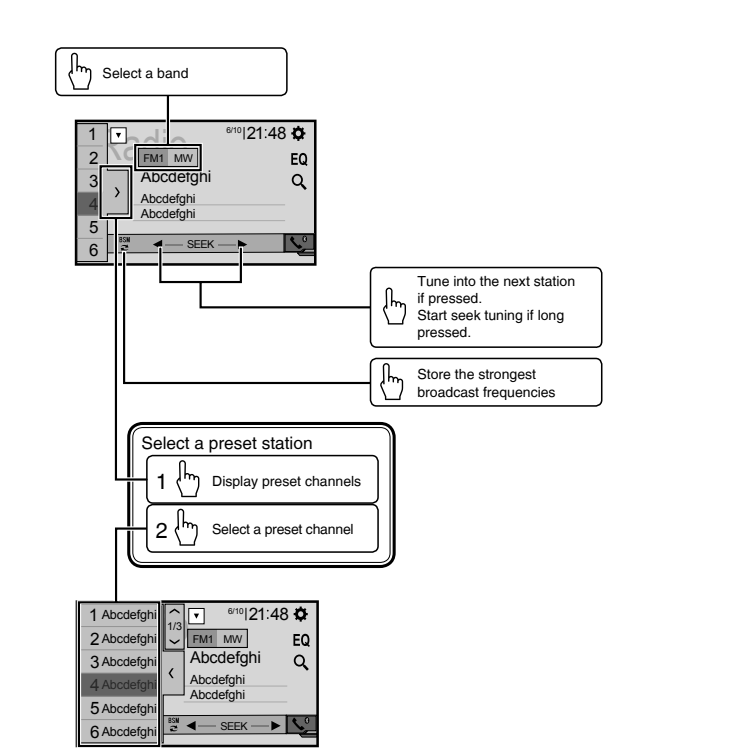 Select a band
1
Radio
6/10 21:48
2
FM1 MW
EQ
3
Abcdefghi
4
Abcdefghi
Abcdefghi
5
BSM
SEEK
0
6
Tune into the next station
if pressed.
Start seek tuning if long
pressed.
Store the strongest
broadcast frequencies
Select a preset station
1 Display preset channels
2 Select a preset channel
1 Abcdefghi
1/3
6/10 21:48
2 Abcdefghi
FM1 MW
EQ
3 Abcdefghi
Abcdefghi
4 Abcdefghi
Abcdefghi
Abcdefghi
5 Abcdefghi
BSM
SEEK
0
6 Abcdefghi